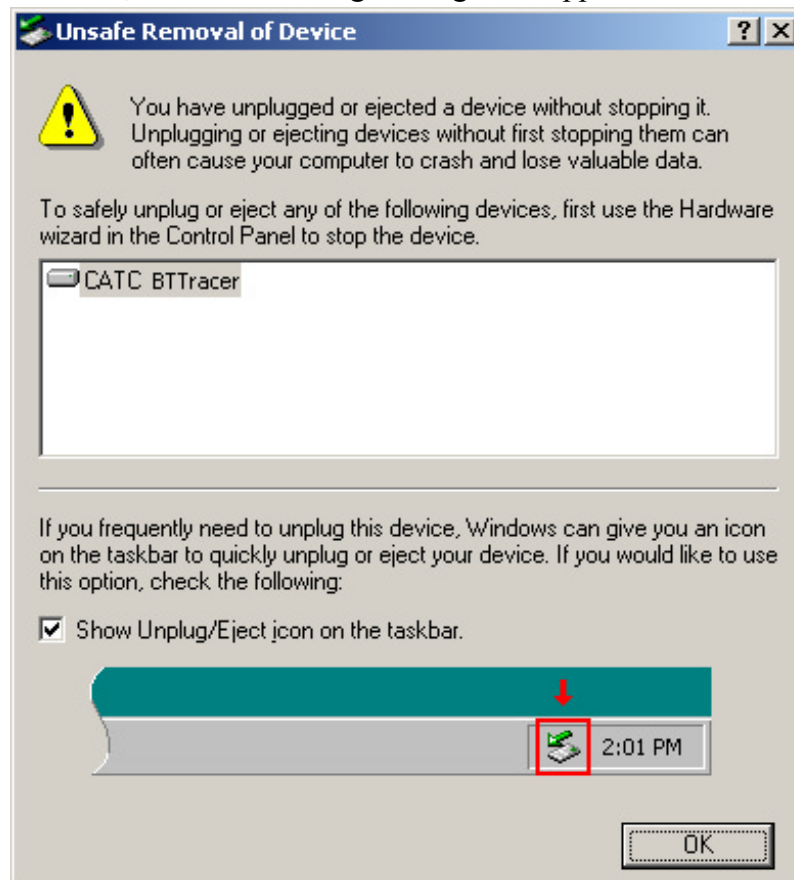 Unsafe Removal of Device
You have unplugged or ejected a device without stopping it.
Unplugging or ejecting devices without first stopping them can
often cause your computer to crash and lose valuable data.
To safely unplug or eject any of the following devices, first use the Hardware
wizard in the Control Panel to stop the device.
CATC BTTracer
If you frequently need to unplug this device, Windows can give you an icon
on the taskbar to quickly unplug or eject your device. If you would like to use
this option, check the following:
Show Unplug/Eject icon on the taskbar.
2:01 PM
OK